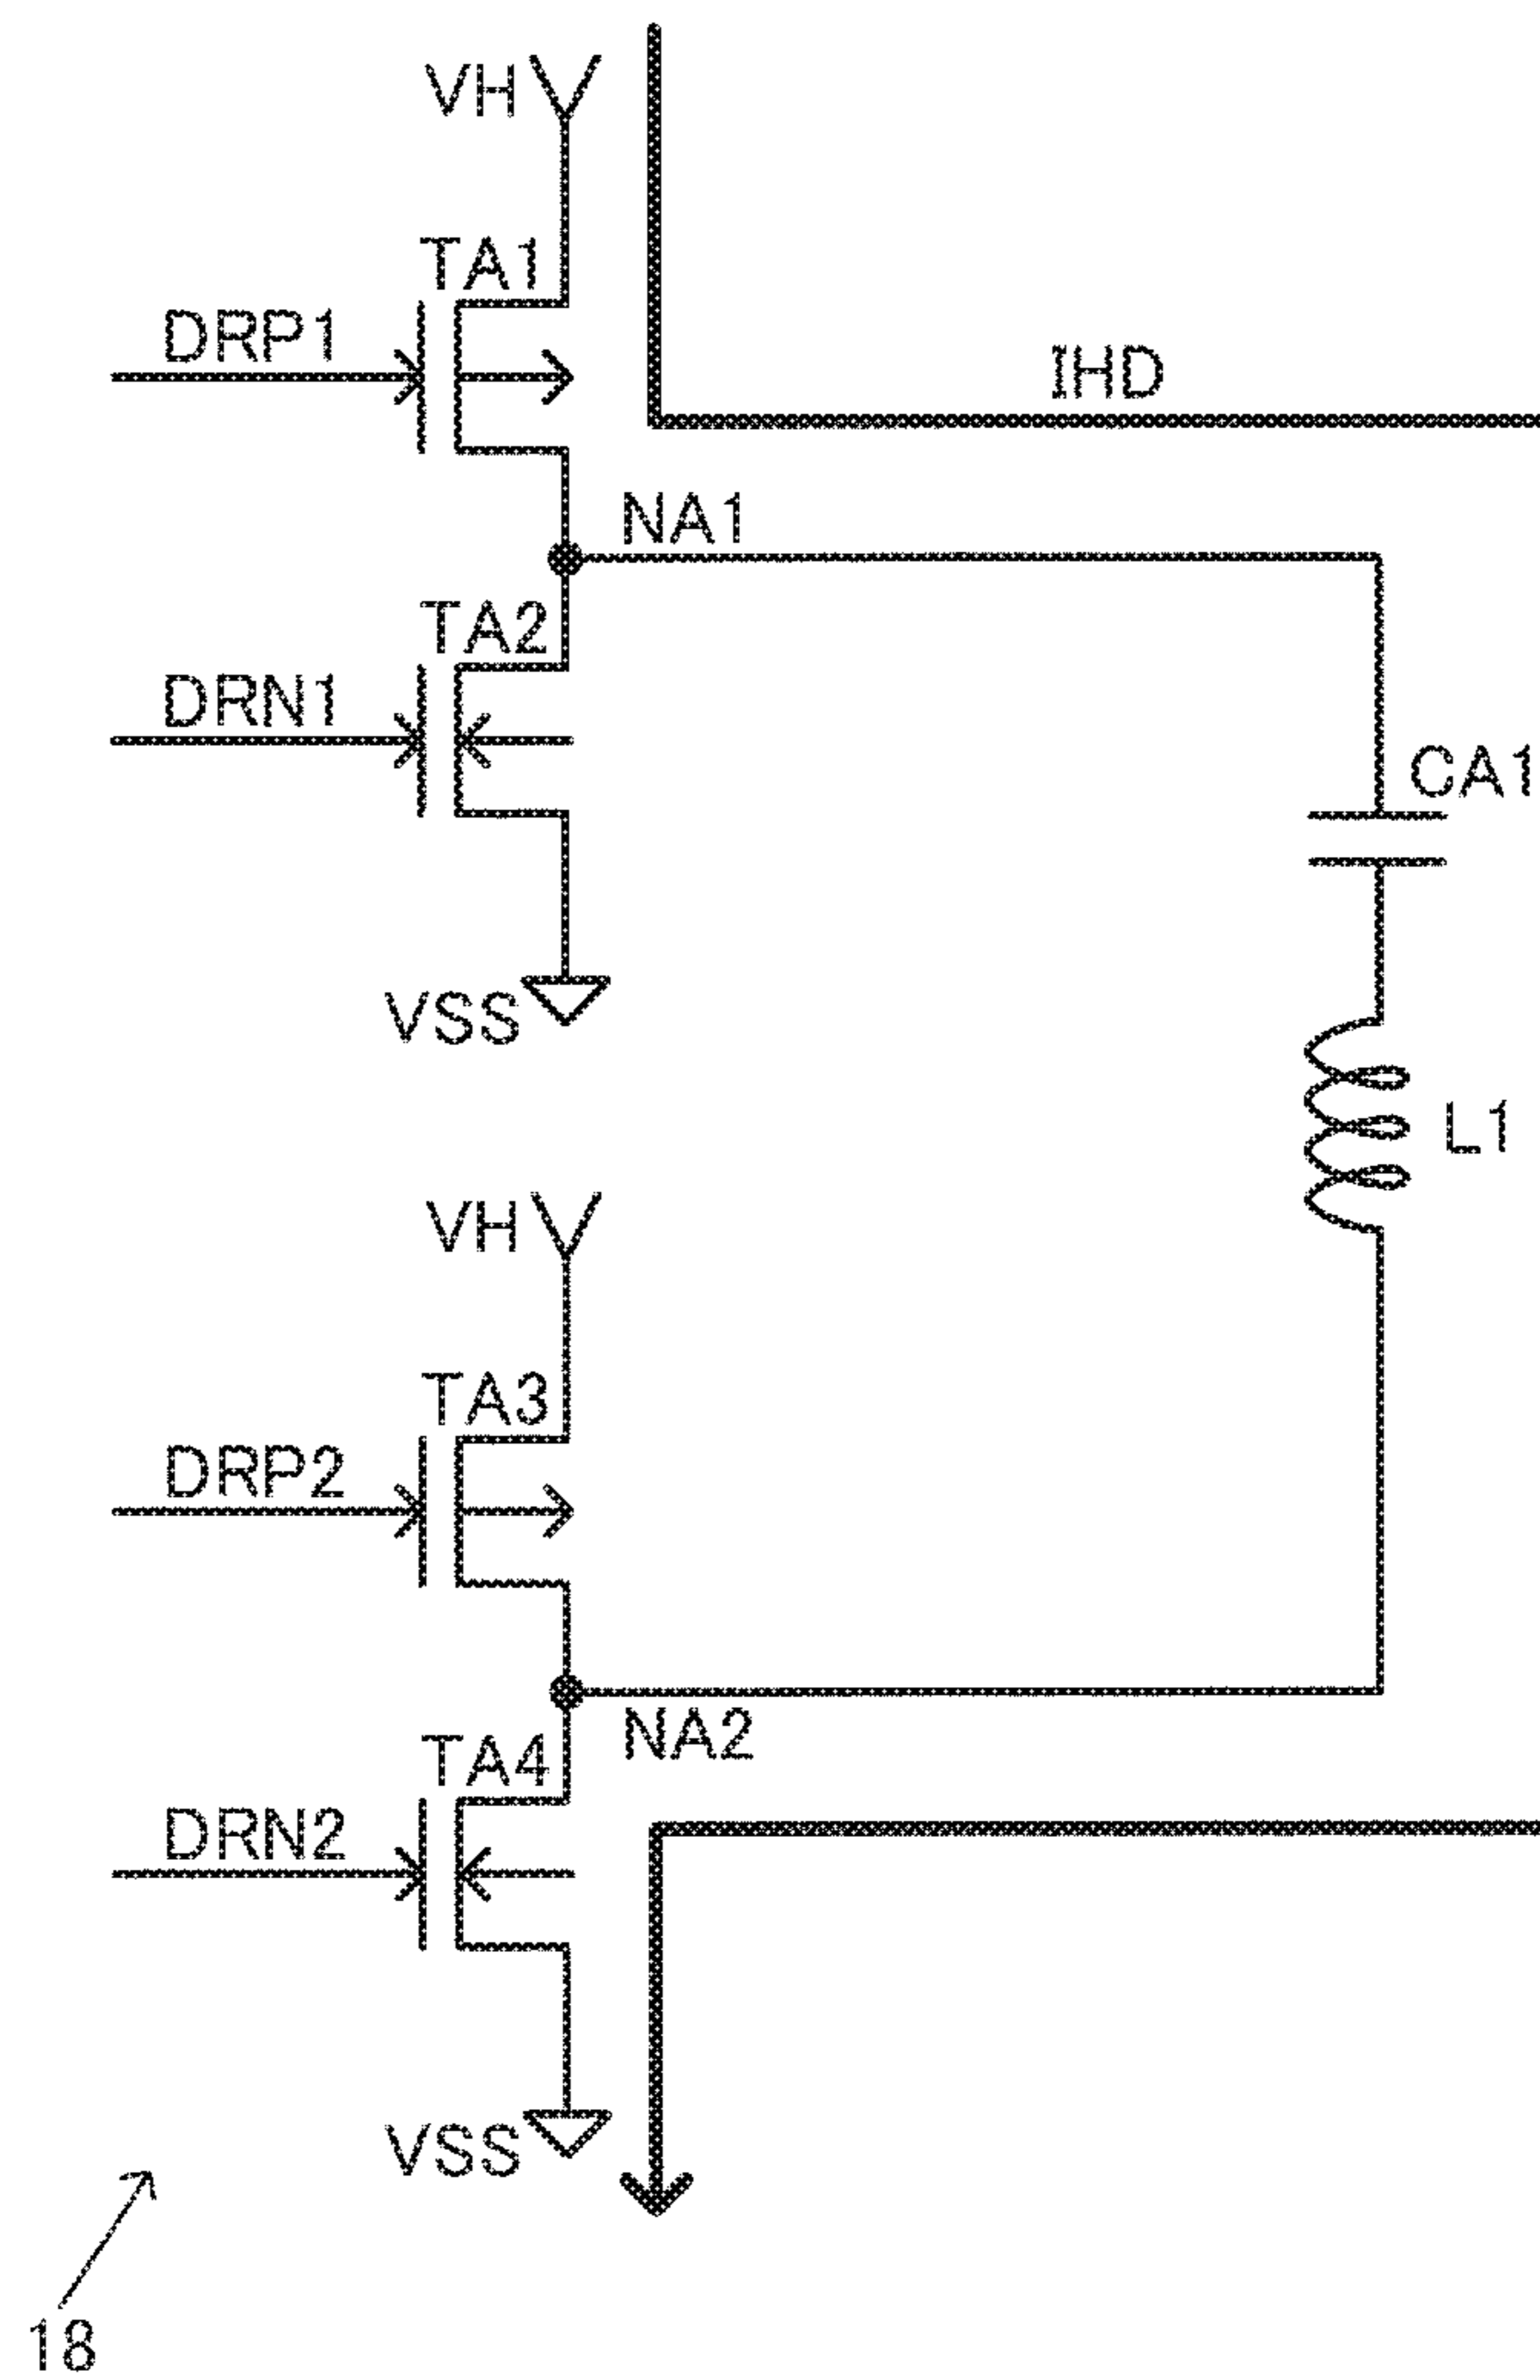 VH
TA1
DRP1
IHD
NA1
TA2
DRN1
CA1
VSS
L1
VH
TA3
DRP2
NA2
TA4
DRN2
VSS
18